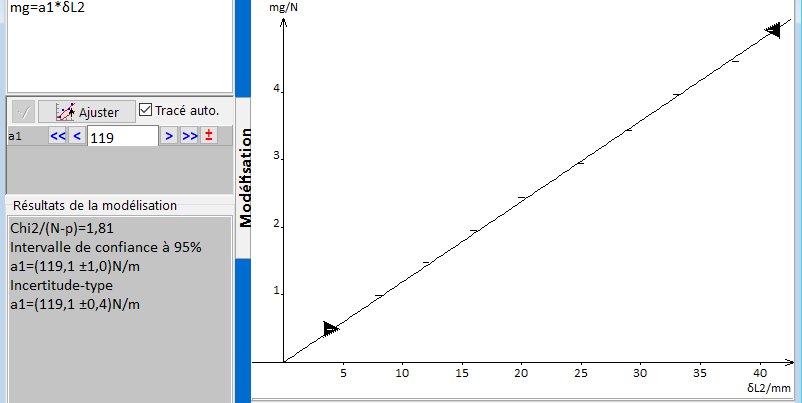 mg=a1*δL2
Ajuster
Tracé auto.
a1
<<
<
119
>
>>
±
Résultats de la modélisation
Chi2/(N-p)=1,81
Intervalle de confiance à 95%
a1=(119,1 ±1,0)N/m
Incertitude-type
a1=(119,1 ±0,4)N/m
mg/N
4
3
2
1
5
10
15
20
25
30
35
40
δL2/mm